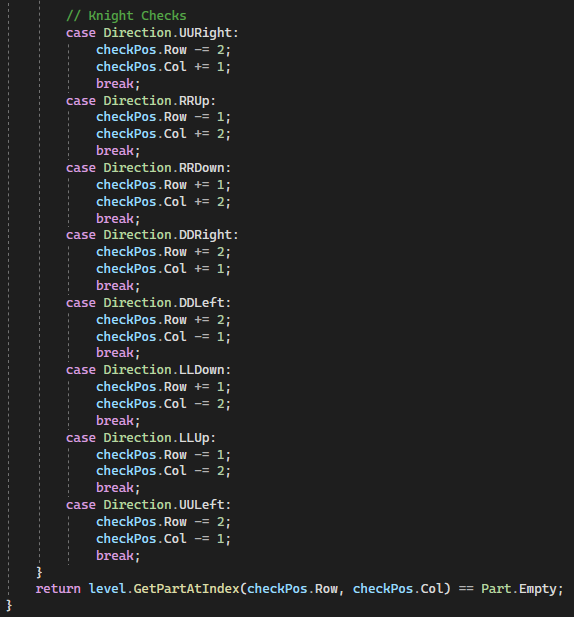 // Knight Checks
case Direction.UURight:
checkPos.Row -= 2;
checkPos.Col += 1;
break;
case Direction.RRUp:
checkPos.Row -= 1;
checkPos.Col += 2;
break;
case Direction.RRDown:
checkPos.Row += 1;
checkPos.Col += 2;
break;
case Direction.DDRight:
checkPos.Row += 2;
checkPos.Col += 1;
break;
case Direction.DDLeft:
checkPos.Row += 2;
checkPos.Col -= 1;
break;
case Direction.LLDown:
checkPos.Row += 1;
checkPos.Col -= 2;
break;
case Direction.LLUp:
checkPos.Row -= 1;
checkPos.Col -= 2;
break;
case Direction.UULeft:
checkPos.Row -= 2;
checkPos.Col -= 1;
break;
}
return level.GetPartAtIndex(checkPos.Row, checkPos.Col) == Part.Empty;
}